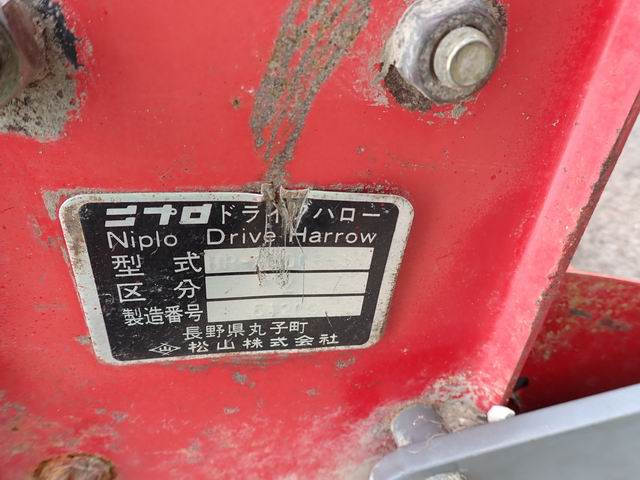 ニプロ ドライブハロー
Niplo Drive Harrow
型式
区分
製造番号
長野県丸子町
松山株式会社